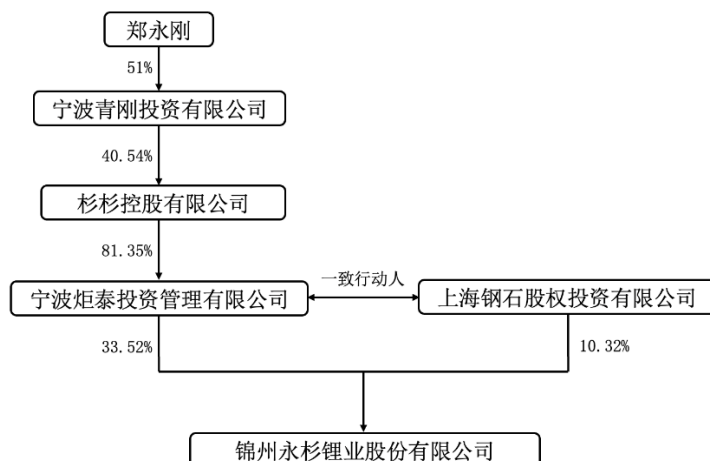 郑永刚
51%
宁波青刚投资有限公司
40.54%
杉杉控股有限公司
81.35%
一致行动人
宁波炬泰投资管理有限公司
上海钢石股权投资有限公司
33.52%
10.32%
锦州永杉锂业股份有限公司